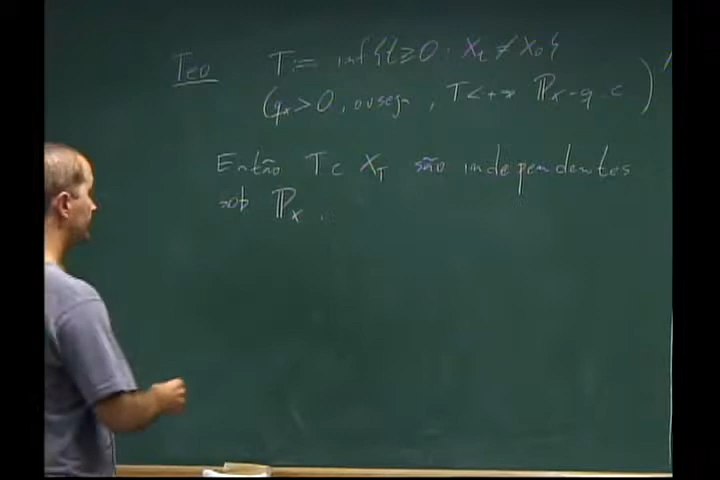 Teo T := inf{t ≥ 0 : X_t ≠ X_0}
(q_x > 0, ou seja, T < +∞ ℙ_x-q.c)
Então T e X_T são independentes
sob ℙ_x.